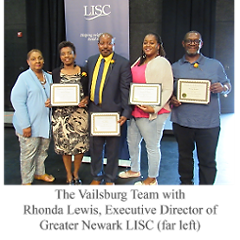 LISC
The Vailsburg Team with
Rhonda Lewis, Executive Director of
Greater Newark LISC (far left)